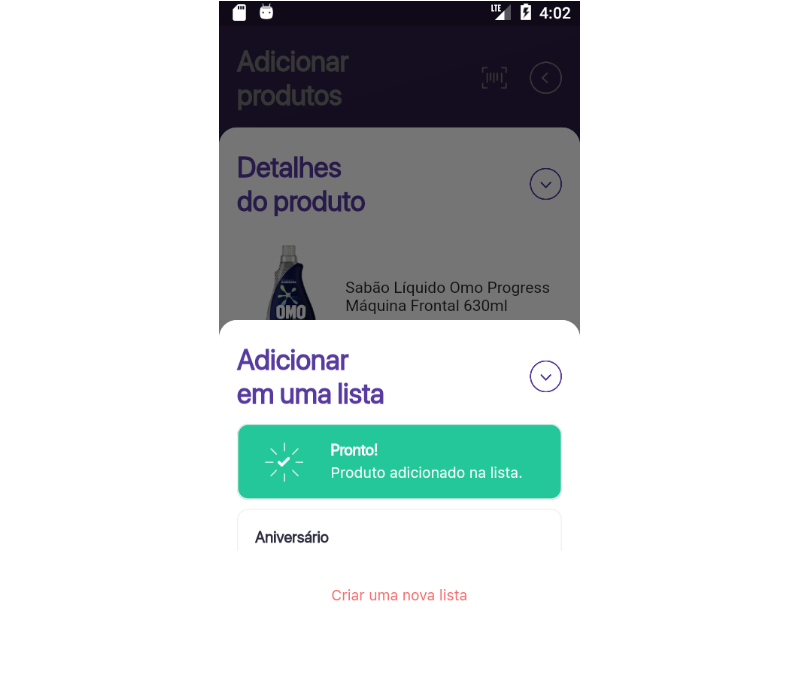 LTE 4:02
Adicionar
produtos
Detalhes
do produto
Sabão Líquido Omo Progress
Máquina Frontal 630ml
OMO
Adicionar
em uma lista
Pronto!
Produto adicionado na lista.
Aniversário
Criar uma nova lista